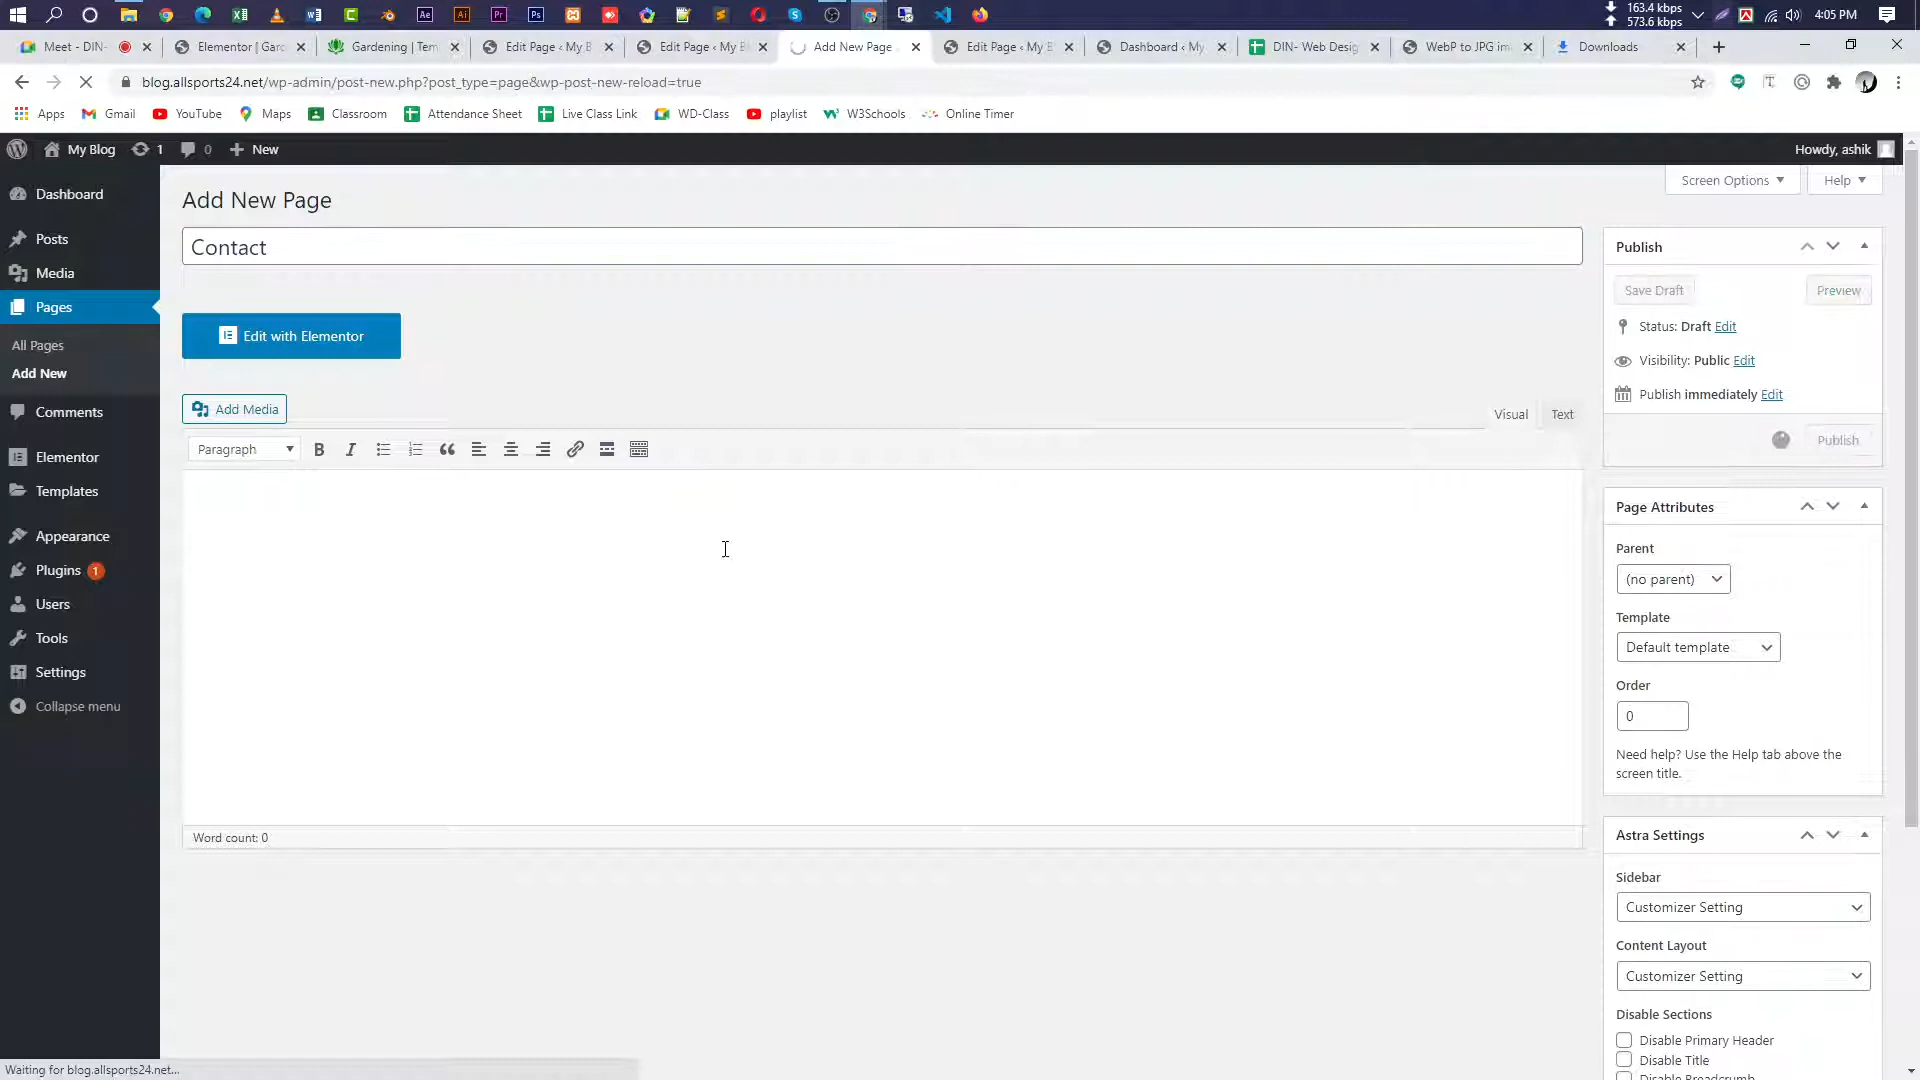 163.4 kbps
573.6 kbps
4:05 PM
Meet - DIN-
Elementor | Gard
Gardening | Tem
Edit Page ‹ My B
Edit Page ‹ My Bl
Add New Page
Edit Page ‹ My B
Dashboard ‹ My
DIN- Web Desig
WebP to JPG im
Downloads
blog.allsports24.net/wp-admin/post-new.php?post_type=page&wp-post-new-reload=true
Apps
Gmail
YouTube
Maps
Classroom
Attendance Sheet
Live Class Link
WD-Class
playlist
W3Schools
Online Timer
My Blog
1
0
New
Howdy, ashik
Dashboard
Posts
Media
Pages
All Pages
Add New
Comments
Elementor
Templates
Appearance
Plugins 1
Users
Tools
Settings
Collapse menu
Screen Options
Help
Add New Page
Contact
Edit with Elementor
Add Media
Visual
Text
Paragraph
B
I
Word count: 0
Publish
Save Draft
Preview
Status: Draft Edit
Visibility: Public Edit
Publish immediately Edit
Publish
Page Attributes
Parent
(no parent)
Template
Default template
Order
0
Need help? Use the Help tab above the
screen title.
Astra Settings
Sidebar
Customizer Setting
Content Layout
Customizer Setting
Disable Sections
Disable Primary Header
Disable Title
Disable Breadcrumb
Waiting for blog.allsports24.net...